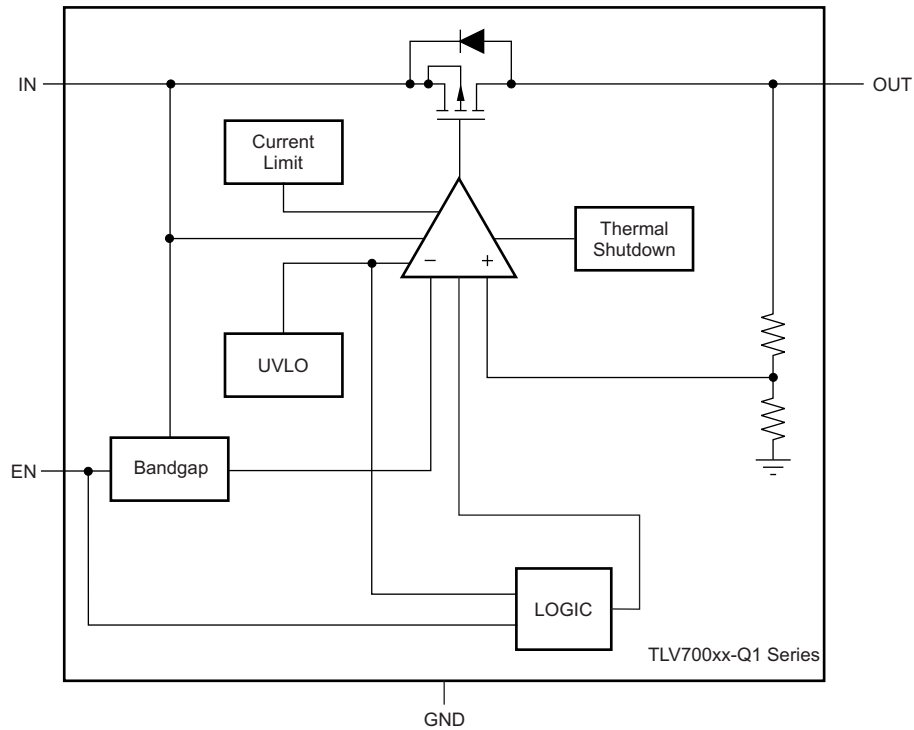 IN
OUT
Current
Limit
Thermal
Shutdown
−
+
UVLO
EN
Bandgap
LOGIC
TLV700xx-Q1 Series
GND